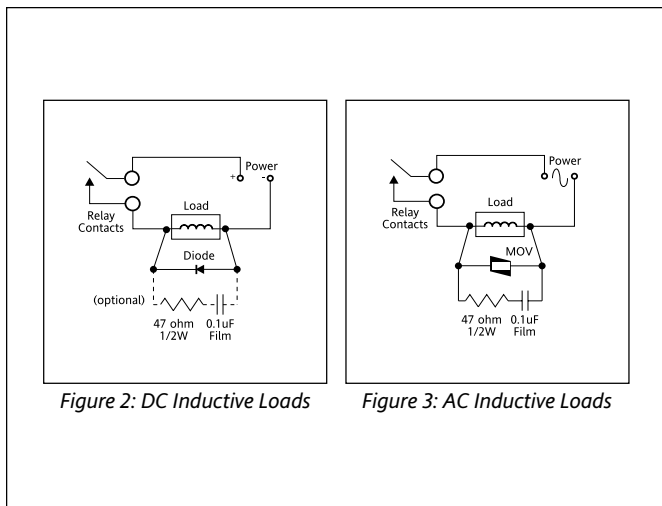 Power
+
-
Load
Relay
Contacts
Diode
(optional)
47 ohm
1/2W
0.1uF
Film
Figure 2: DC Inductive Loads
Power
Load
Relay
Contacts
MOV
47 ohm
1/2W
0.1uF
Film
Figure 3: AC Inductive Loads